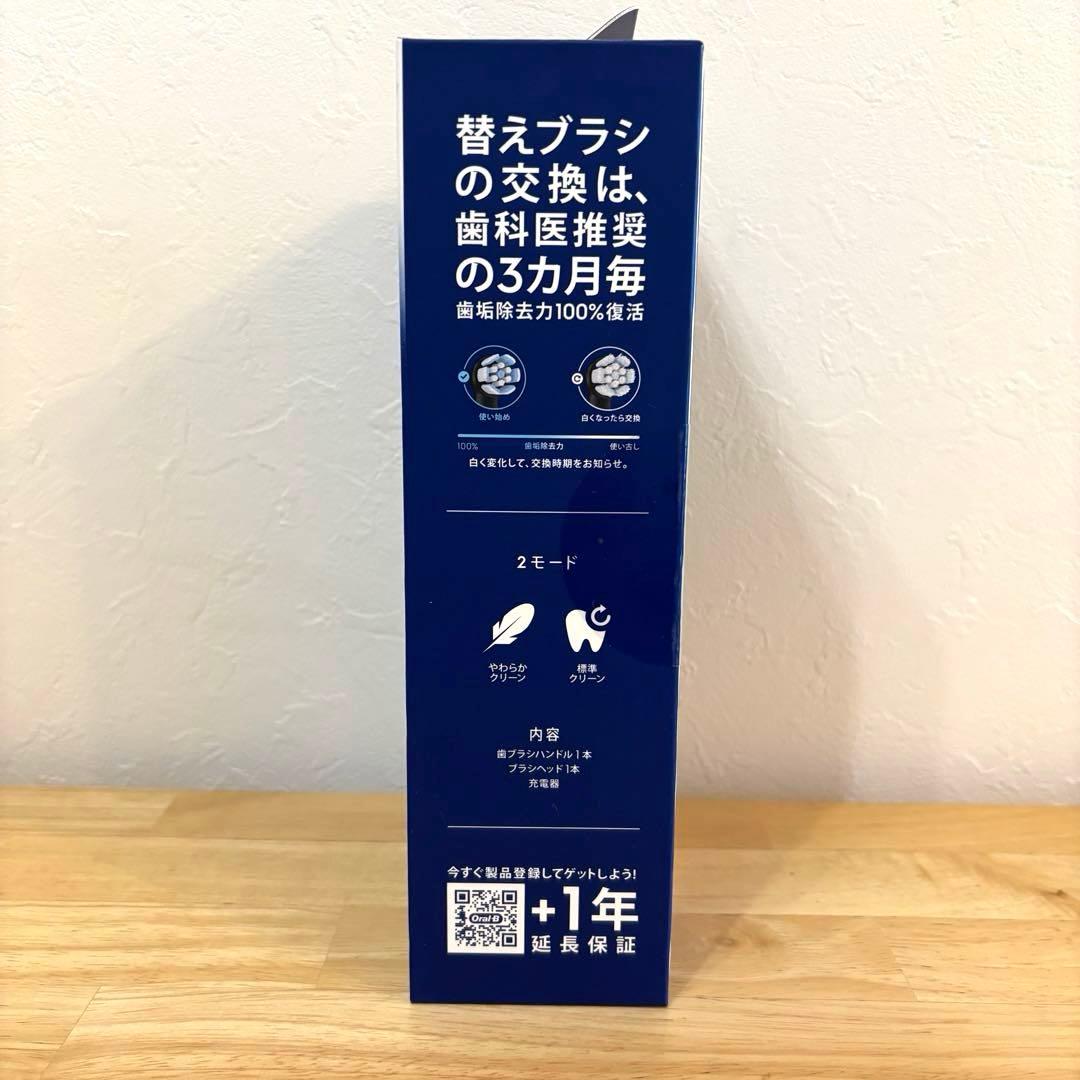 替えブラシ
の交換は、
歯科医推奨
の3カ月毎
歯垢除去力100%復活
使い始め
白くなったら交換
100%
歯垢除去力
使い古し
白く変化して、交換時期をお知らせ。
2モード
やわらか
クリーン
標準
クリーン
内容
歯ブラシハンドル1本
ブラシヘッド1本
充電器
今すぐ製品登録してゲットしよう!
Oral-B
+1年
延長保証